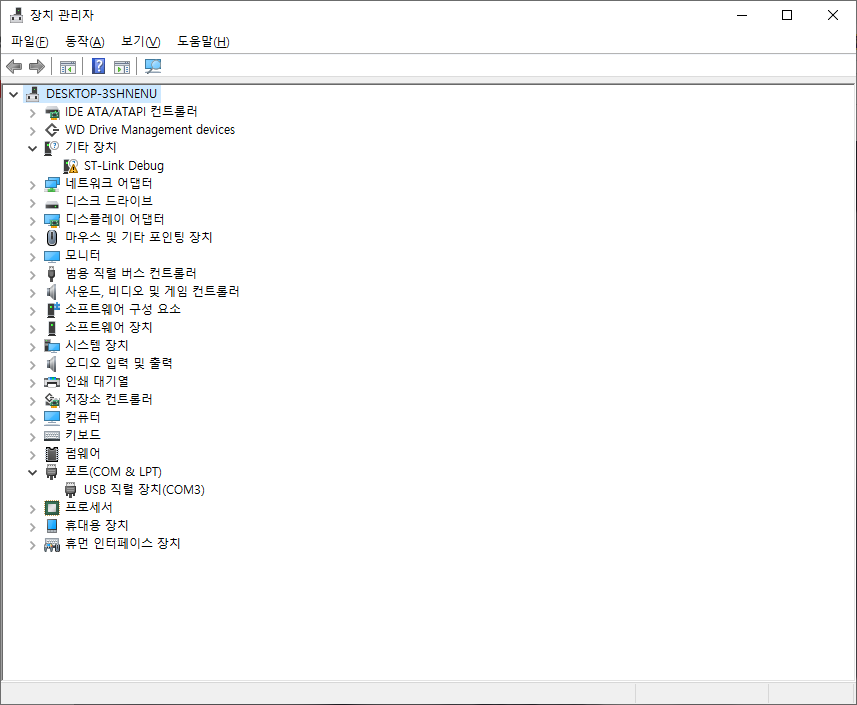 장치 관리자
파일(F) 동작(A) 보기(V) 도움말(H)
DESKTOP-3SHNENU
IDE ATA/ATAPI 컨트롤러
WD Drive Management devices
기타 장치
ST-Link Debug
네트워크 어댑터
디스크 드라이브
디스플레이 어댑터
마우스 및 기타 포인팅 장치
모니터
범용 직렬 버스 컨트롤러
사운드, 비디오 및 게임 컨트롤러
소프트웨어 구성 요소
소프트웨어 장치
시스템 장치
오디오 입력 및 출력
인쇄 대기열
저장소 컨트롤러
컴퓨터
키보드
펌웨어
포트(COM & LPT)
USB 직렬 장치(COM3)
프로세서
휴대용 장치
휴먼 인터페이스 장치